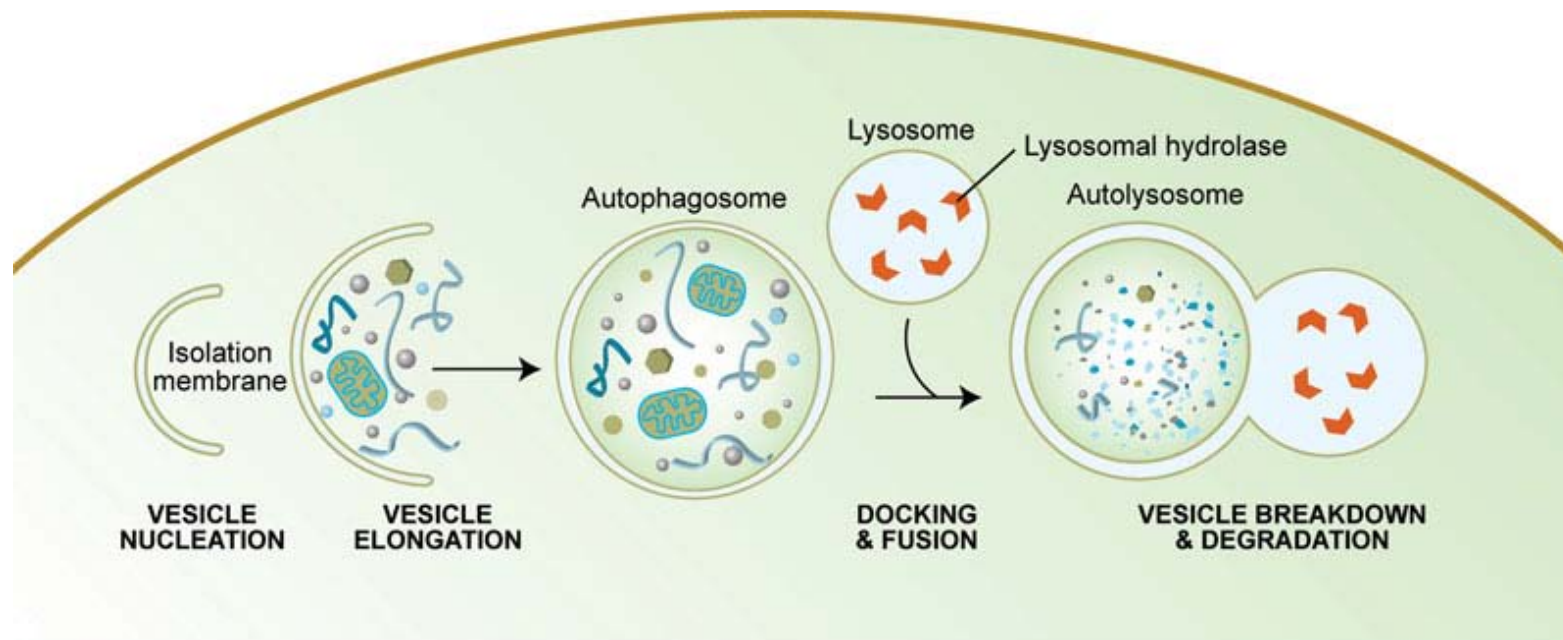 Lysosome
Lysosomal hydrolase
Autophagosome
Autolysosome
Isolation
membrane
VESICLE
NUCLEATION
VESICLE
ELONGATION
DOCKING
& FUSION
VESICLE BREAKDOWN
& DEGRADATION